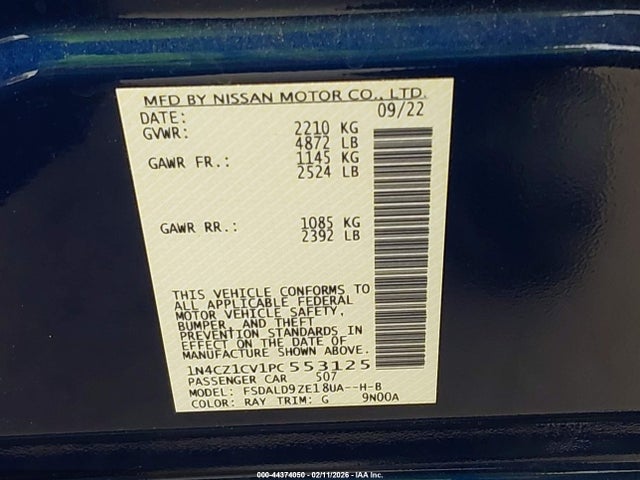 MFD BY NISSAN MOTOR CO., LTD.
DATE: 09/22
GVWR: 2210 KG
4872 LB
GAWR FR.: 1145 KG
2524 LB
GAWR RR.: 1085 KG
2392 LB
THIS VEHICLE CONFORMS TO
ALL APPLICABLE FEDERAL
MOTOR VEHICLE SAFETY,
BUMPER, AND THEFT
PREVENTION STANDARDS IN
EFFECT ON THE DATE OF
MANUFACTURE SHOWN ABOVE.
1N4CZ1CV1PC553125
PASSENGER CAR S07
MODEL: FSDALD9ZE18UA--H-B
COLOR: RAY TRIM: G 9N00A
000-44374050 - 02/11/2026 - IAA Inc.